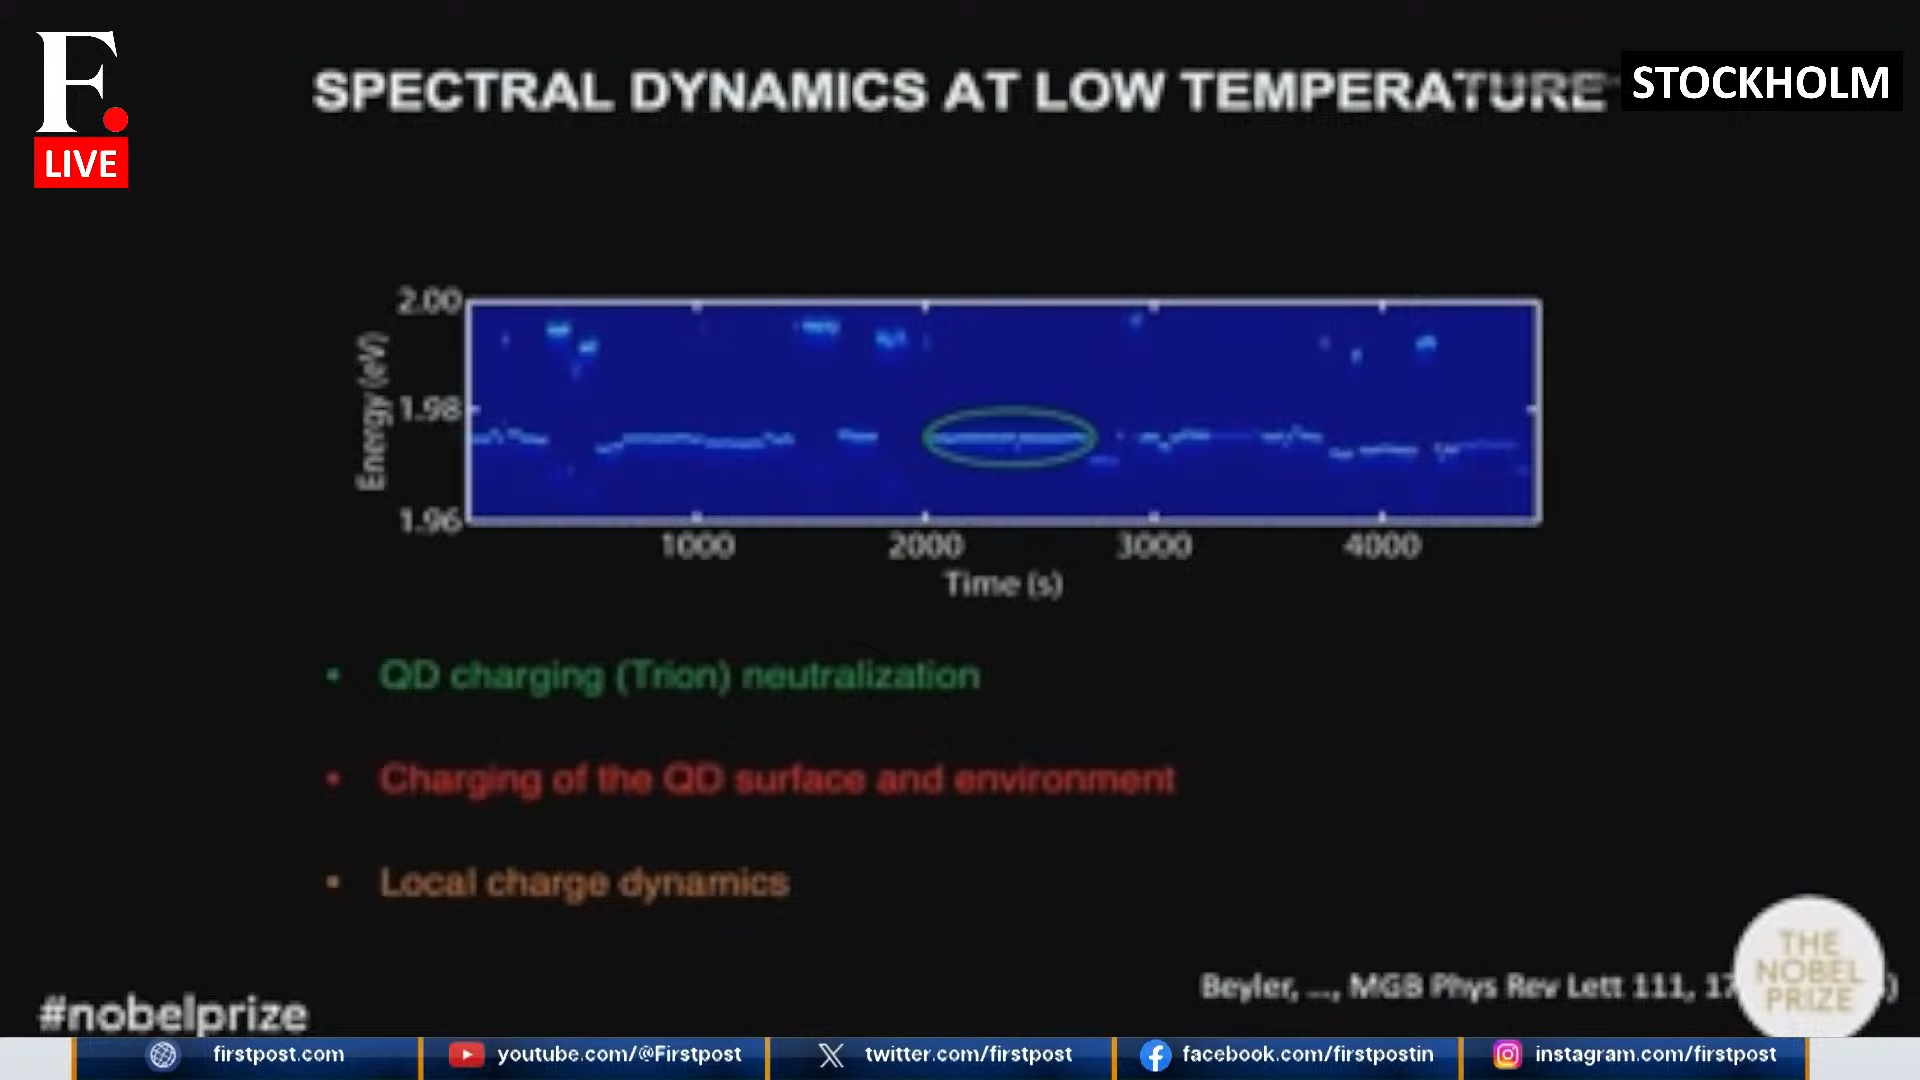 F.
LIVE
SPECTRAL DYNAMICS AT LOW TEMPERATURE
STOCKHOLM
2.00
1.98
1.96
Energy (eV)
1000 2000 3000 4000
Time (s)
• QD charging (Trion) neutralization
• Charging of the QD surface and environment
• Local charge dynamics
Beyler, ..., MGB Phys Rev Lett 111, 17
THE
NOBEL
PRIZE
#nobelprize
firstpost.com youtube.com/@Firstpost twitter.com/firstpost facebook.com/firstpostin instagram.com/firstpost